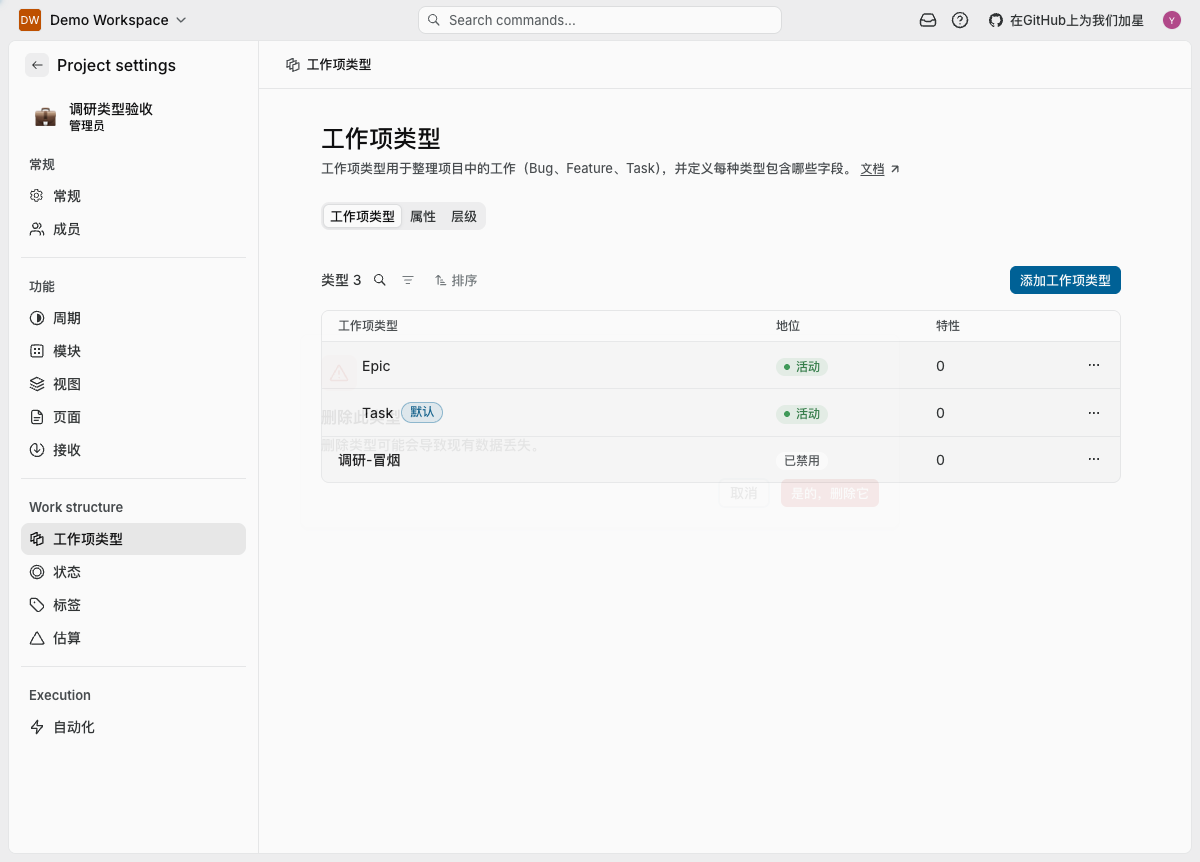 DW Demo Workspace
Search commands...
在GitHub上为我们加星
Y
Project settings
调研类型验收
管理员
常规
常规
成员
功能
周期
模块
视图
页面
接收
Work structure
工作项类型
状态
标签
估算
Execution
自动化
工作项类型
工作项类型
工作项类型用于整理项目中的工作（Bug、Feature、Task），并定义每种类型包含哪些字段。 文档
工作项类型 属性 层级
类型 3 排序 添加工作项类型
工作项类型 地位 特性
Epic 活动 0
删除此类型
Task 默认 活动 0
删除类型可能会导致现有数据丢失。
调研-冒烟 已禁用 0
取消 是的，删除它